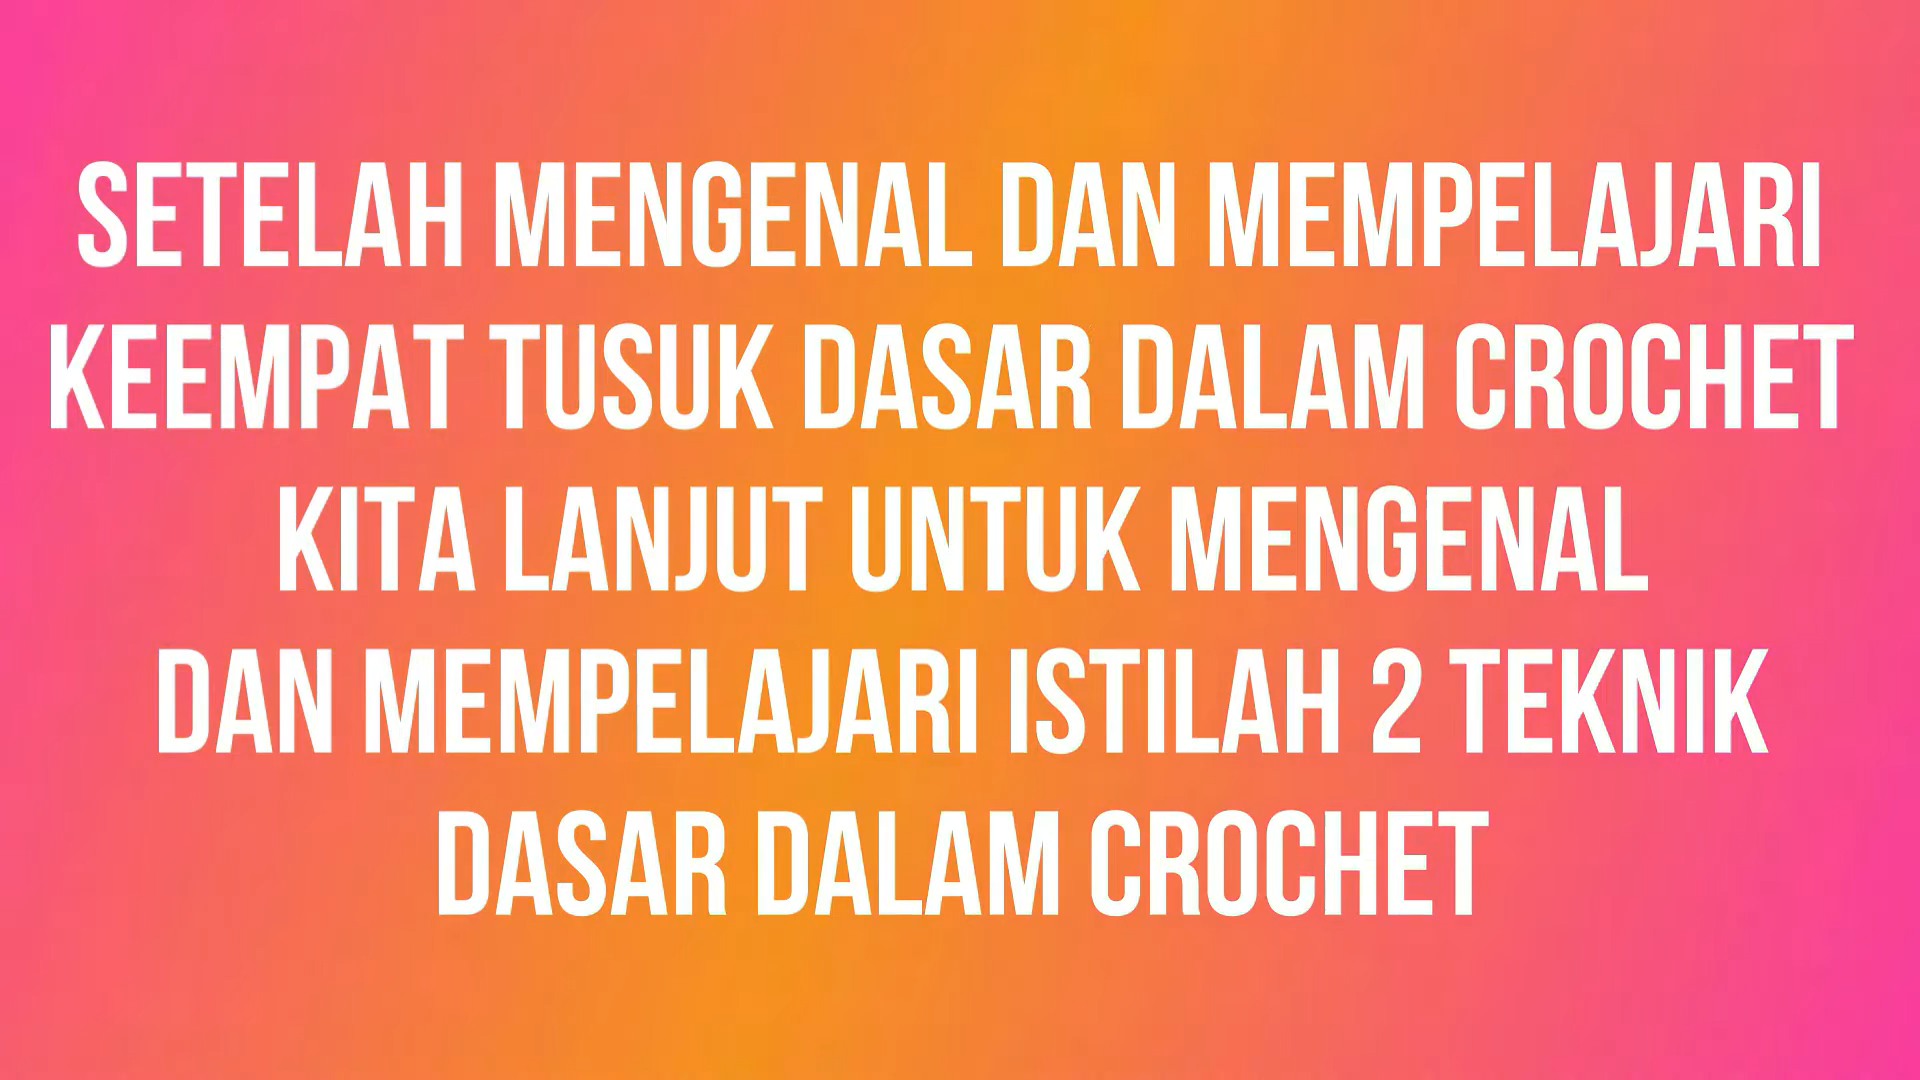 SETELAH MENGENAL DAN MEMPELAJARI
KEEMPAT TUSUK DASAR DALAM CROCHET
KITA LANJUT UNTUK MENGENAL
DAN MEMPELAJARI ISTILAH 2 TEKNIK
DASAR DALAM CROCHET